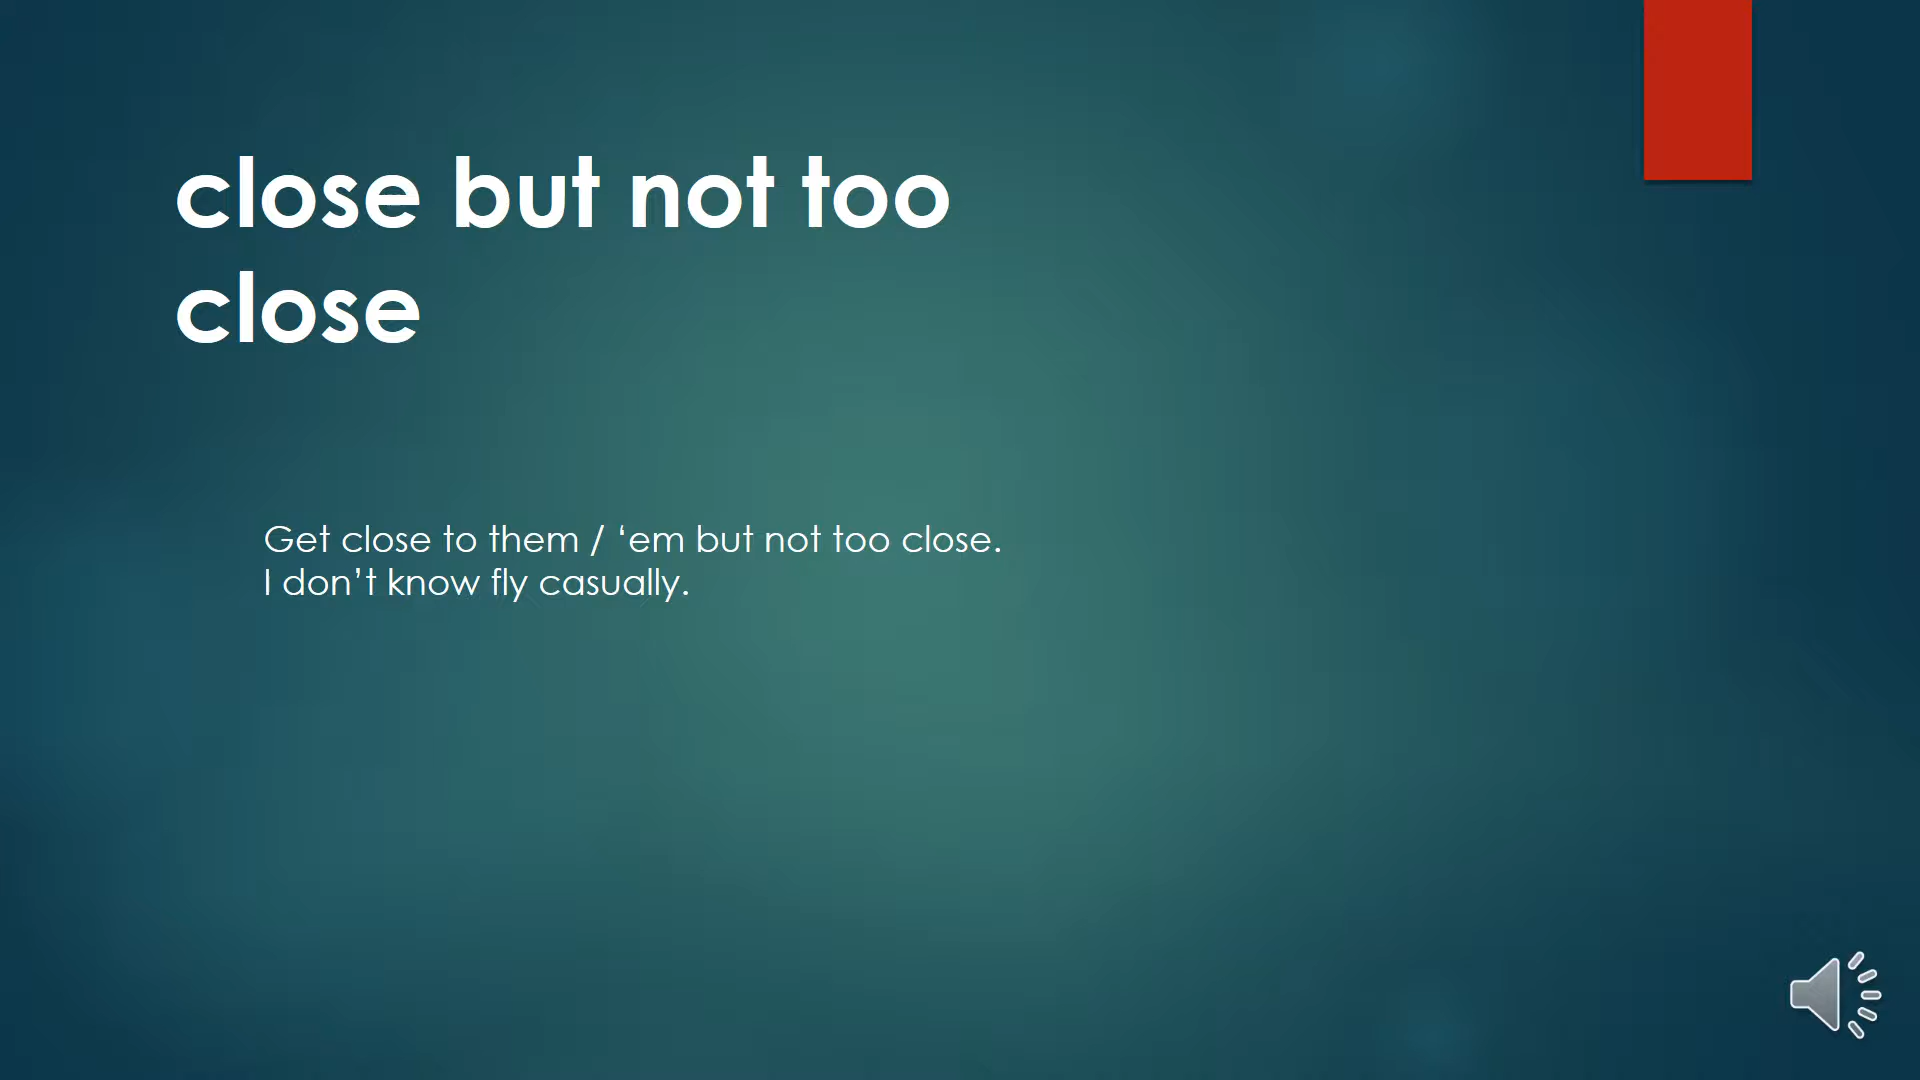 close but not too
close
Get close to them / ‘em but not too close.
I don’t know fly casually.